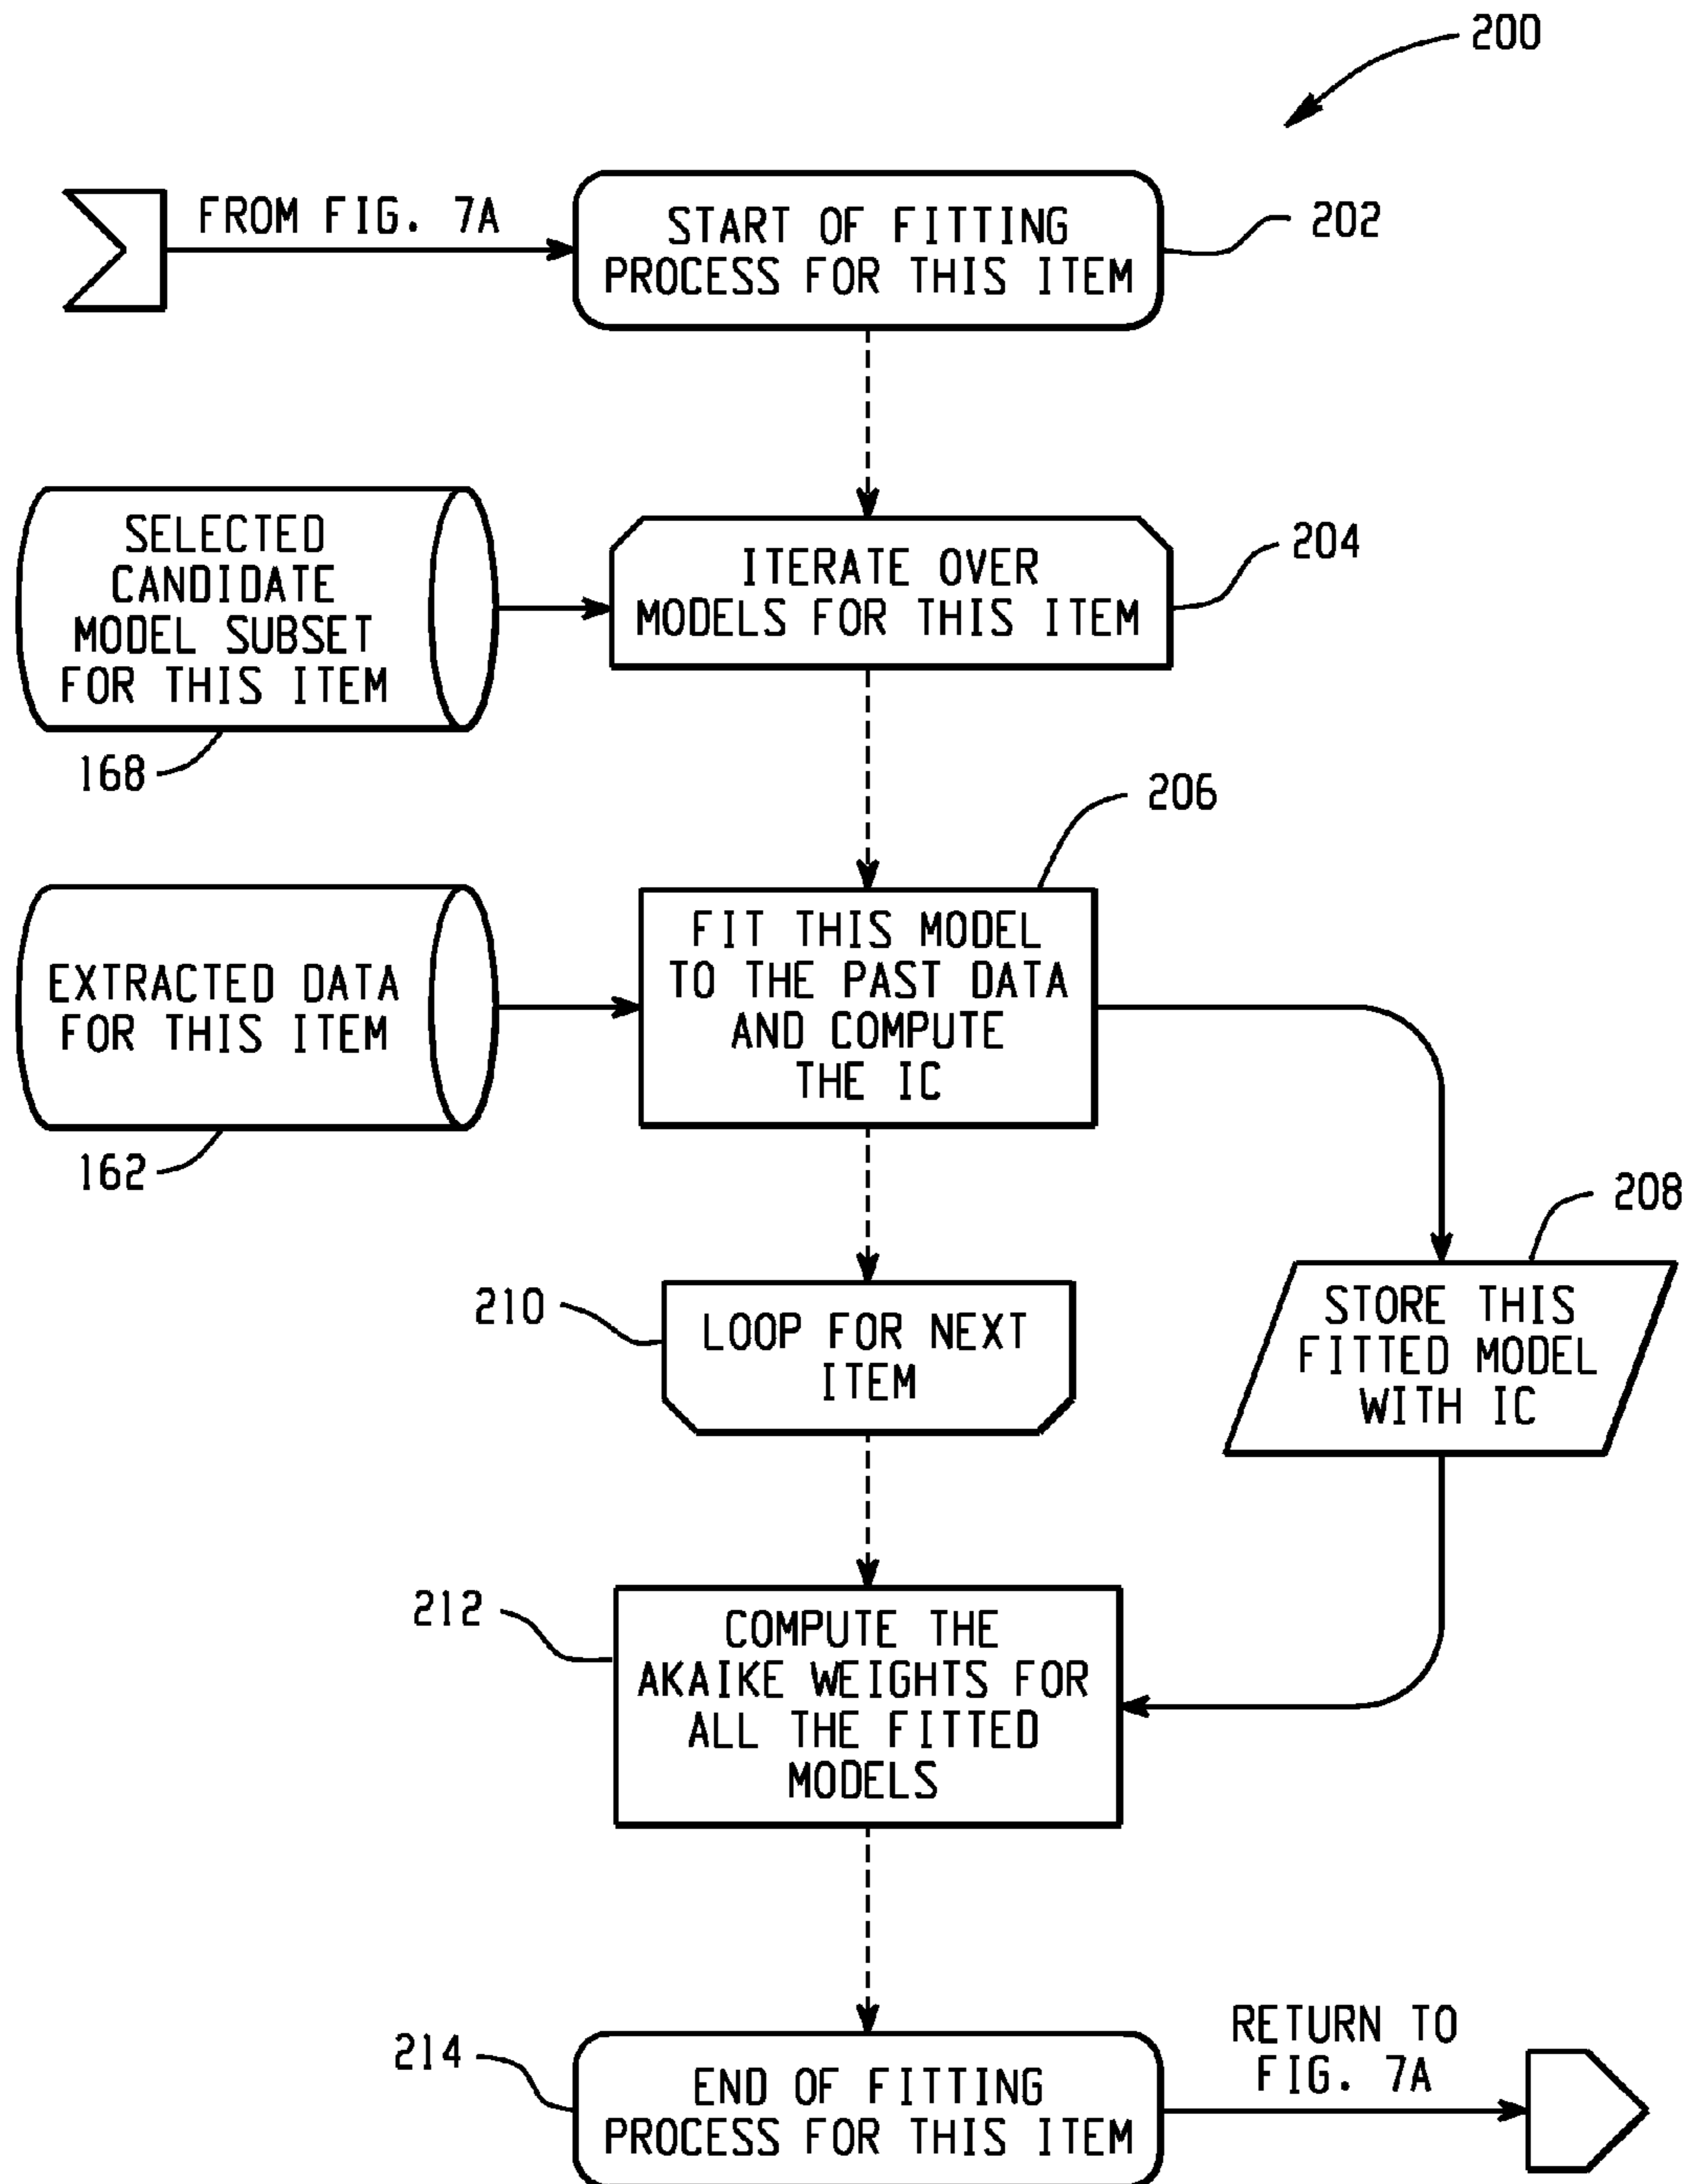 200
FROM FIG. 7A
START OF FITTING
PROCESS FOR THIS ITEM
202
SELECTED
CANDIDATE
MODEL SUBSET
FOR THIS ITEM
168
ITERATE OVER
MODELS FOR THIS ITEM
204
206
EXTRACTED DATA
FOR THIS ITEM
162
FIT THIS MODEL
TO THE PAST DATA
AND COMPUTE
THE IC
208
210
LOOP FOR NEXT
ITEM
STORE THIS
FITTED MODEL
WITH IC
212
COMPUTE THE
AKAIKE WEIGHTS FOR
ALL THE FITTED
MODELS
214
END OF FITTING
PROCESS FOR THIS ITEM
RETURN TO
FIG. 7A